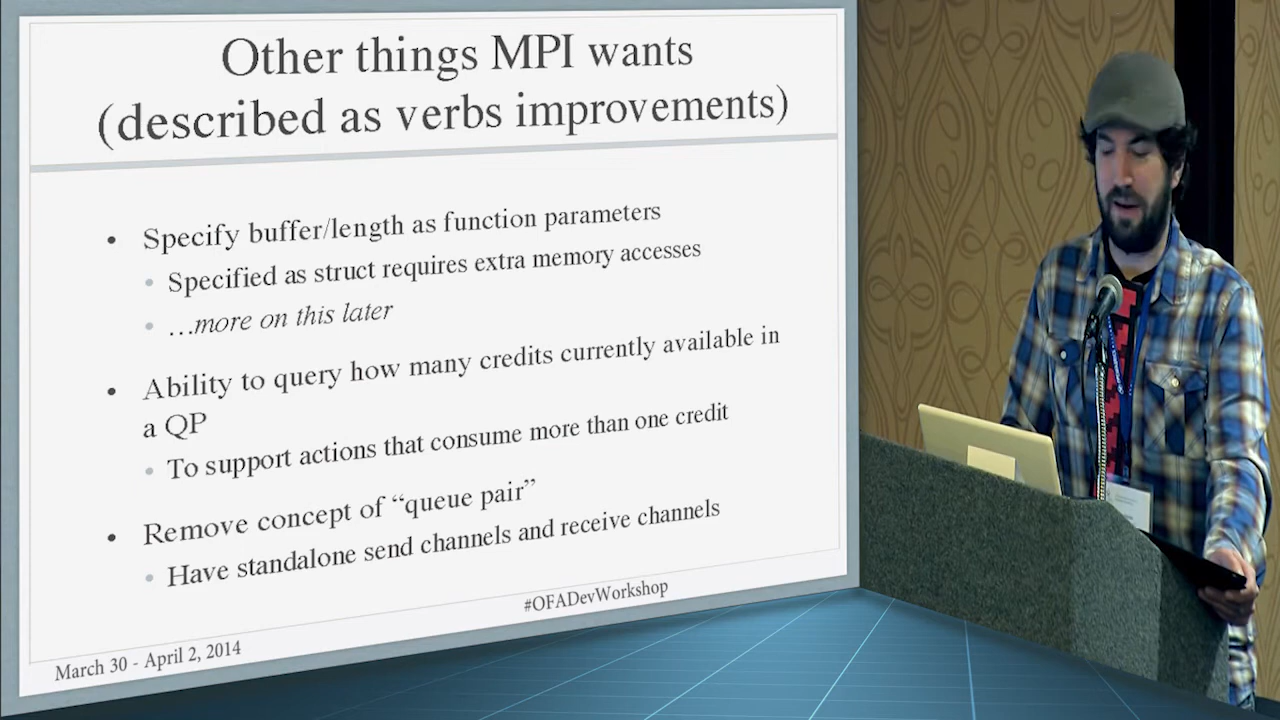 Other things MPI wants
(described as verbs improvements)
• Specify buffer/length as function parameters
• Specified as struct requires extra memory accesses
• …more on this later
• Ability to query how many credits currently available in
a QP
• To support actions that consume more than one credit
• Remove concept of “queue pair”
• Have standalone send channels and receive channels
#OFADevWorkshop
March 30 - April 2, 2014